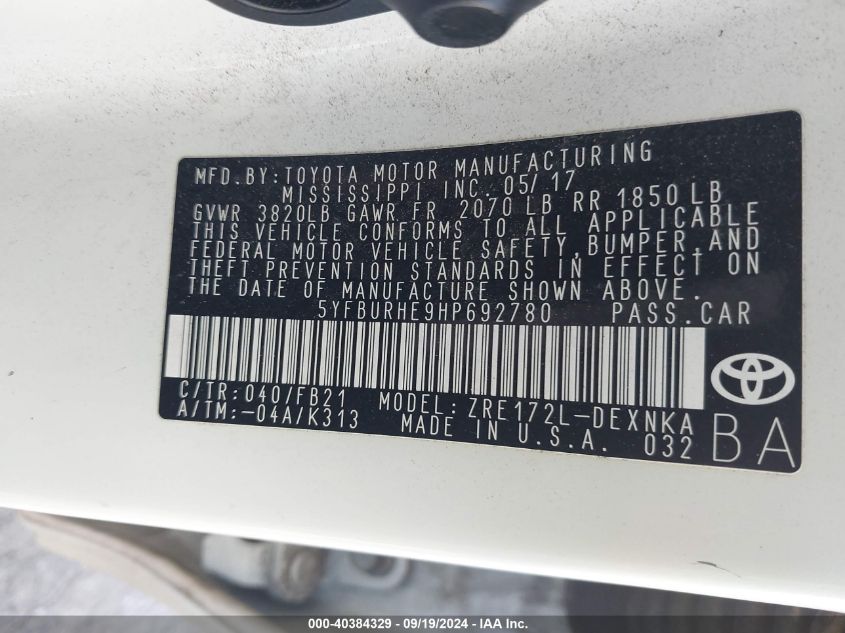 MFD.BY:TOYOTA MOTOR MANUFACTURING
MISSISSIPPI INC. 05/17
GVWR 3820LB GAWR FR 2070 LB RR 1850LB
THIS VEHICLE CONFORMS TO ALL APPLICABLE
FEDERAL MOTOR VEHICLE SAFETY,BUMPER,AND
THEFT PREVENTION STANDARDS IN EFFECT ON
THE DATE OF MANUFACTURE SHOWN ABOVE.
5YFBURHE9HP692780 PASS.CAR
C/TR:040/FB21
A/TM:-04A/K313
MODEL:ZRE172L-DEXNKA
MADE IN U.S.A. 032
BA
000-40384329 - 09/19/2024 - IAA Inc.